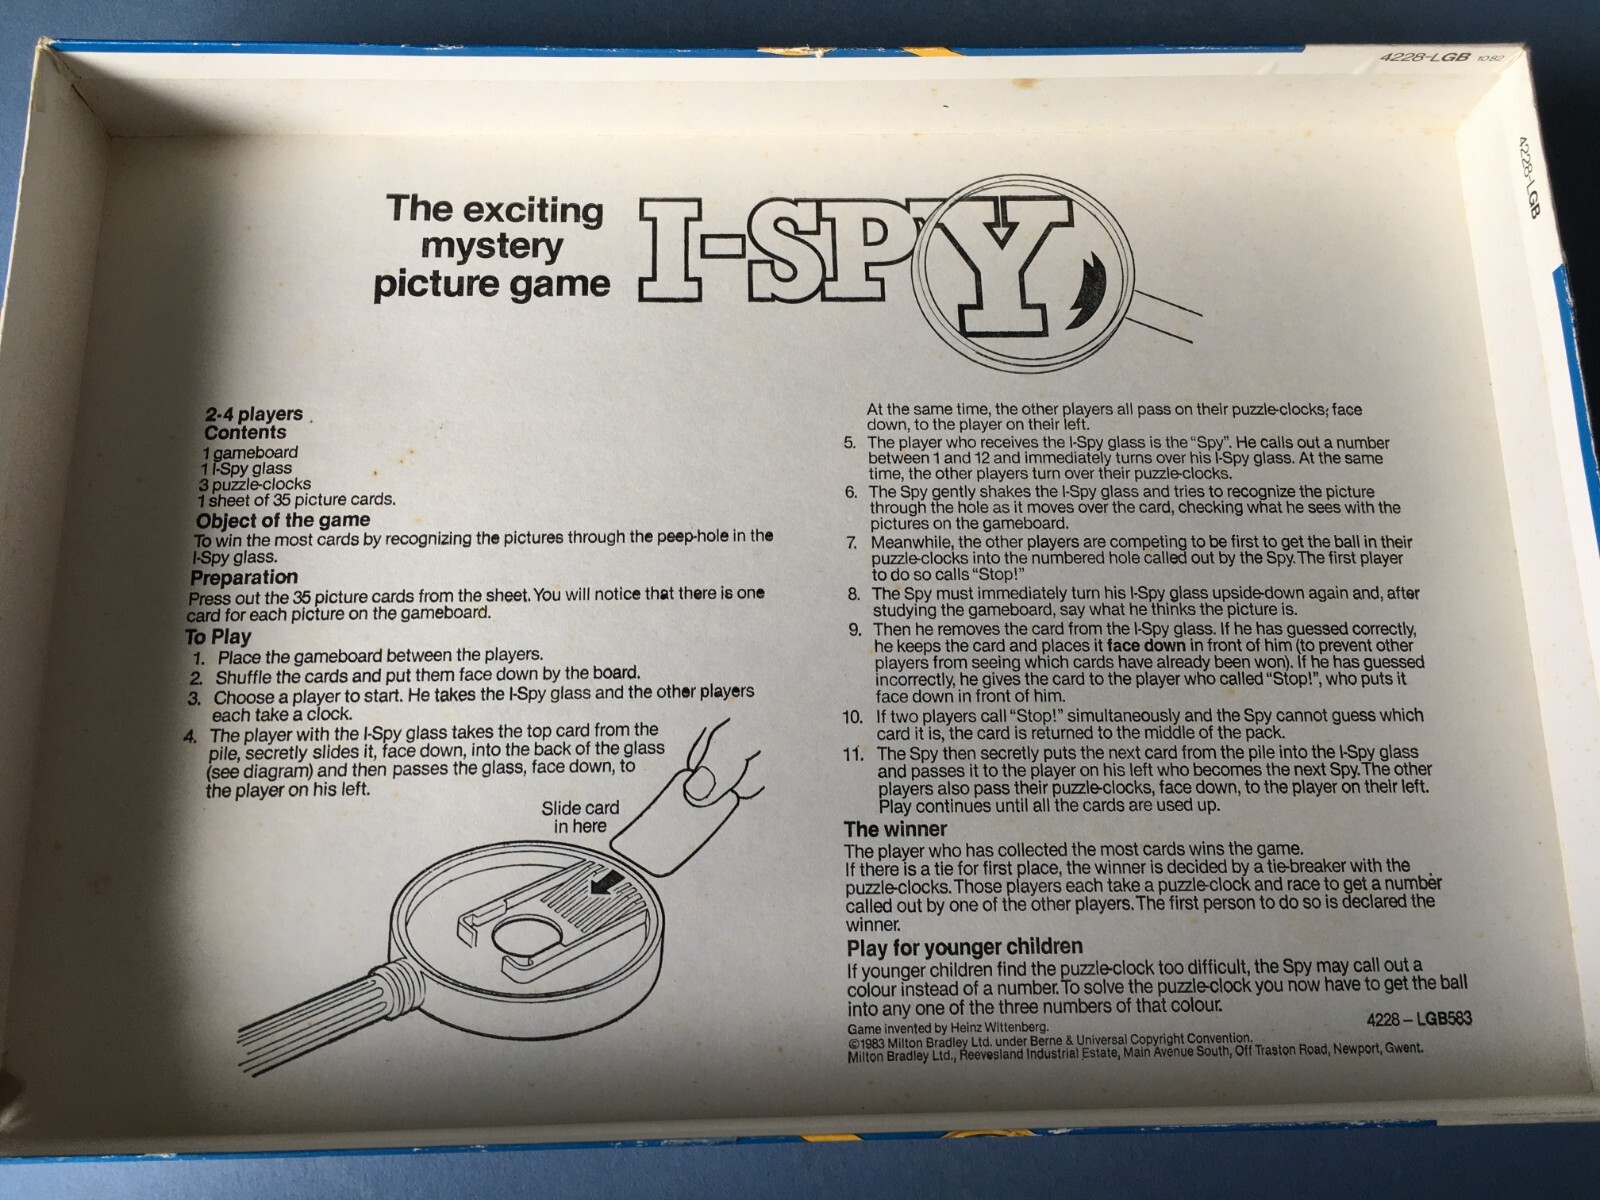 4228-LGB 1082
4228-LGB
The exciting
mystery
picture game
I-SPY
2-4 players
Contents
1 gameboard
1 I-Spy glass
3 puzzle-clocks
1 sheet of 35 picture cards.
Object of the game
To win the most cards by recognizing the pictures through the peep-hole in the
I-Spy glass.
Preparation
Press out the 35 picture cards from the sheet. You will notice that there is one
card for each picture on the gameboard.
To Play
1. Place the gameboard between the players.
2. Shuffle the cards and put them face down by the board.
3. Choose a player to start. He takes the I-Spy glass and the other players
each take a clock.
4. The player with the I-Spy glass takes the top card from the
pile, secretly slides it, face down, into the back of the glass
(see diagram) and then passes the glass, face down, to
the player on his left.
Slide card
in here
At the same time, the other players all pass on their puzzle-clocks; face
down, to the player on their left.
5. The player who receives the I-Spy glass is the "Spy". He calls out a number
between 1 and 12 and immediately turns over his I-Spy glass. At the same
time, the other players turn over their puzzle-clocks.
6. The Spy gently shakes the I-Spy glass and tries to recognize the picture
through the hole as it moves over the card, checking what he sees with the
pictures on the gameboard.
7. Meanwhile, the other players are competing to be first to get the ball in their
puzzle-clocks into the numbered hole called out by the Spy. The first player
to do so calls "Stop!"
8. The Spy must immediately turn his I-Spy glass upside-down again and, after
studying the gameboard, say what he thinks the picture is.
9. Then he removes the card from the I-Spy glass. If he has guessed correctly,
he keeps the card and places it face down in front of him (to prevent other
players from seeing which cards have already been won). If he has guessed
incorrectly, he gives the card to the player who called "Stop!", who puts it
face down in front of him.
10. If two players call "Stop!" simultaneously and the Spy cannot guess which
card it is, the card is returned to the middle of the pack.
11. The Spy then secretly puts the next card from the pile into the I-Spy glass
and passes it to the player on his left who becomes the next Spy. The other
players also pass their puzzle-clocks, face down, to the player on their left.
Play continues until all the cards are used up.
The winner
The player who has collected the most cards wins the game.
If there is a tie for first place, the winner is decided by a tie-breaker with the
puzzle-clocks. Those players each take a puzzle-clock and race to get a number
called out by one of the other players. The first person to do so is declared the
winner.
Play for younger children
If younger children find the puzzle-clock too difficult, the Spy may call out a
colour instead of a number. To solve the puzzle-clock you now have to get the ball
into any one of the three numbers of that colour.
4228 – LGB583
Game invented by Heinz Wittenberg.
©1983 Milton Bradley Ltd. under Berne & Universal Copyright Convention.
Milton Bradley Ltd., Reevesland Industrial Estate, Main Avenue South, Off Traston Road, Newport, Gwent.